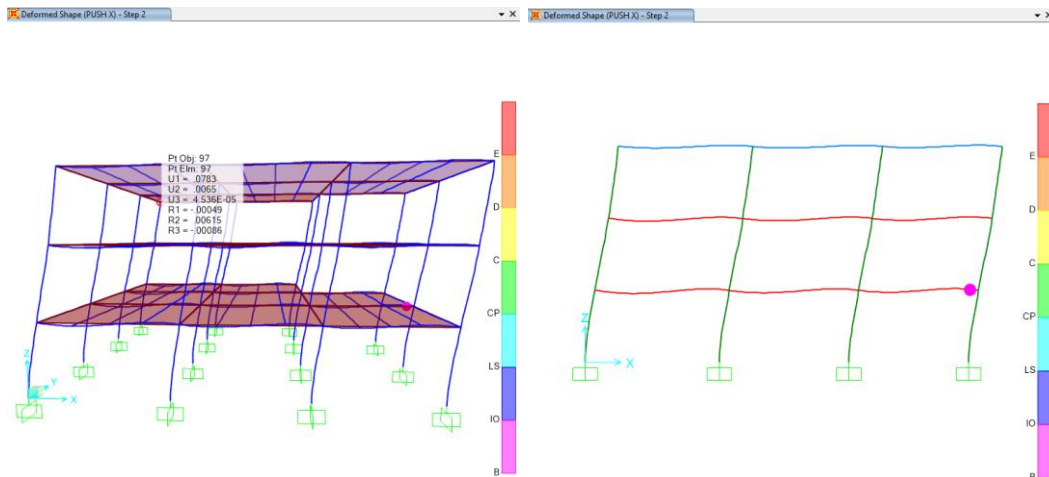 Deformed Shape (PUSH X) - Step 2
Pt Obj: 97
Pt Elm: 97
U1 = .0783
U2 = .0065
U3 = 4.536E-05
R1 = -.00049
R2 = .00615
R3 = -.00086
E
D
C
CP
LS
IO
B
Z
Y
X
Deformed Shape (PUSH X) - Step 2
E
D
C
CP
LS
IO
B
Z
X